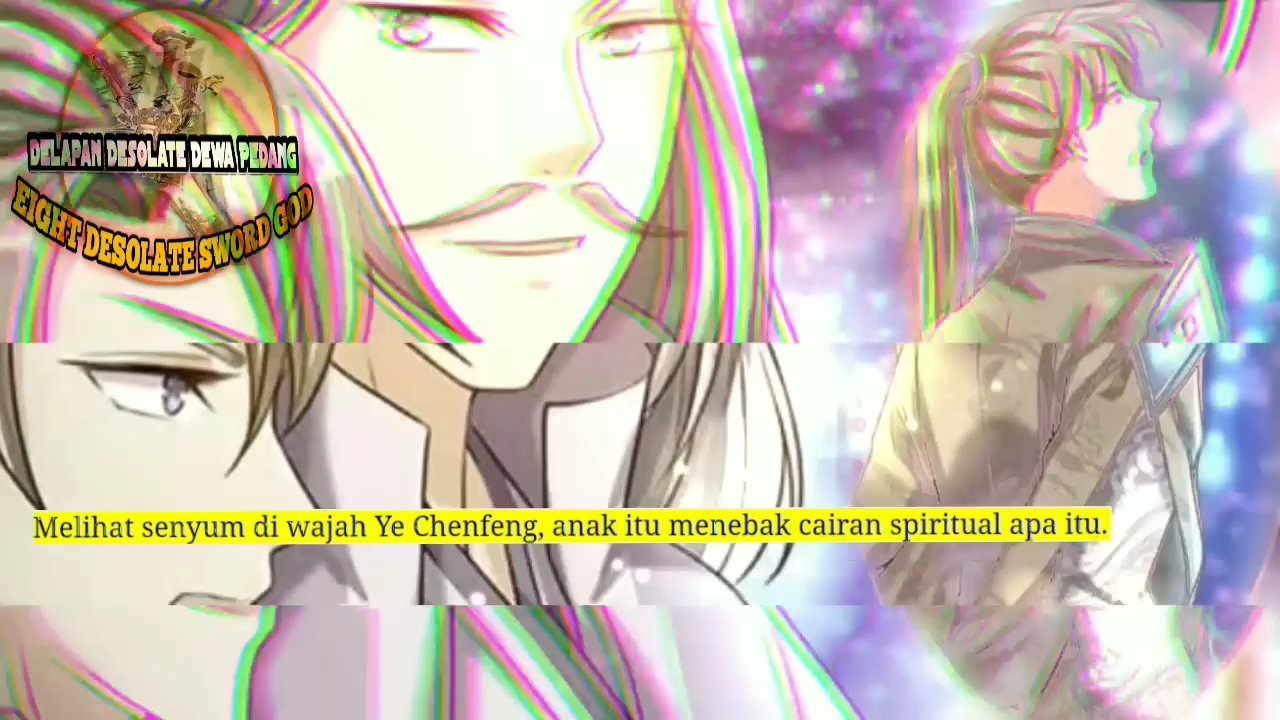 DELAPAN DESOLATE DEWA PEDANG
EIGHT DESOLATE SWORD GOD
Melihat senyum di wajah Ye Chenfeng, anak itu menebak cairan spiritual apa itu.